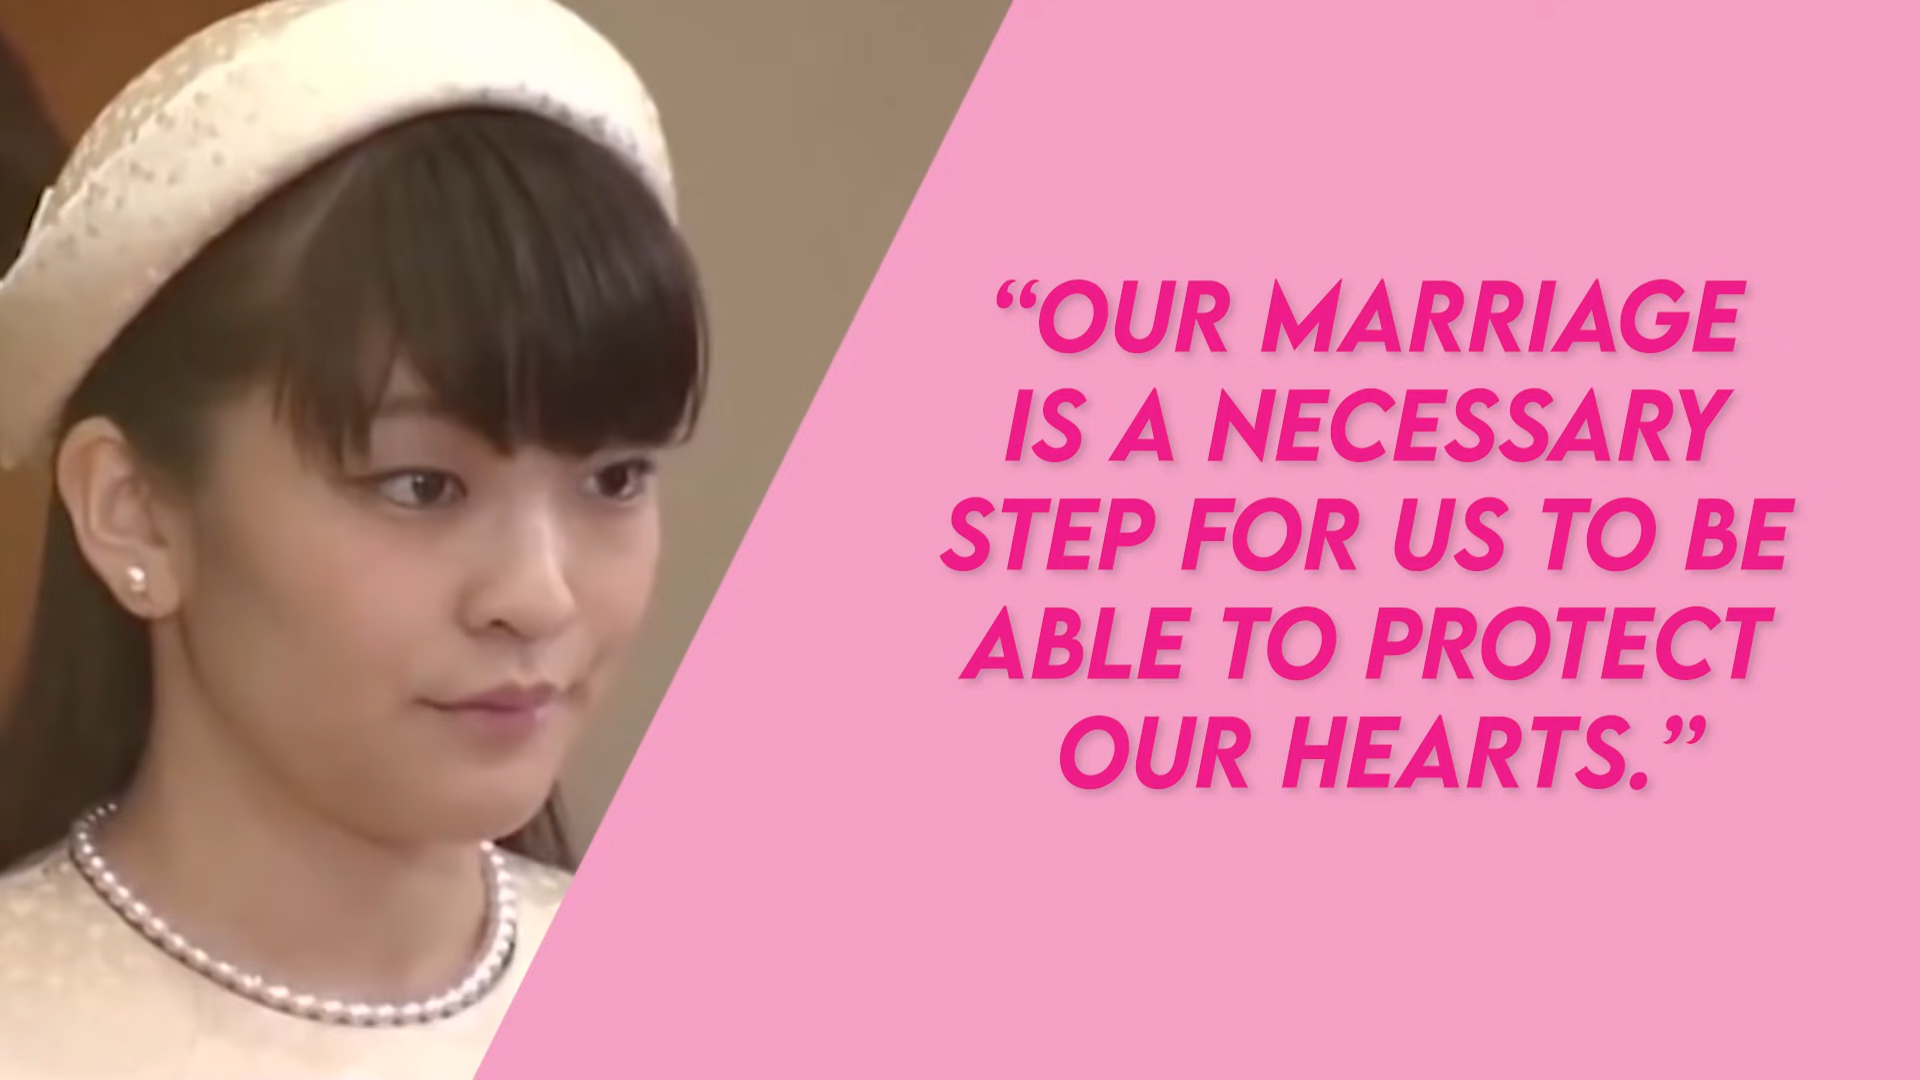 “OUR MARRIAGE
IS A NECESSARY
STEP FOR US TO BE
ABLE TO PROTECT
OUR HEARTS.”